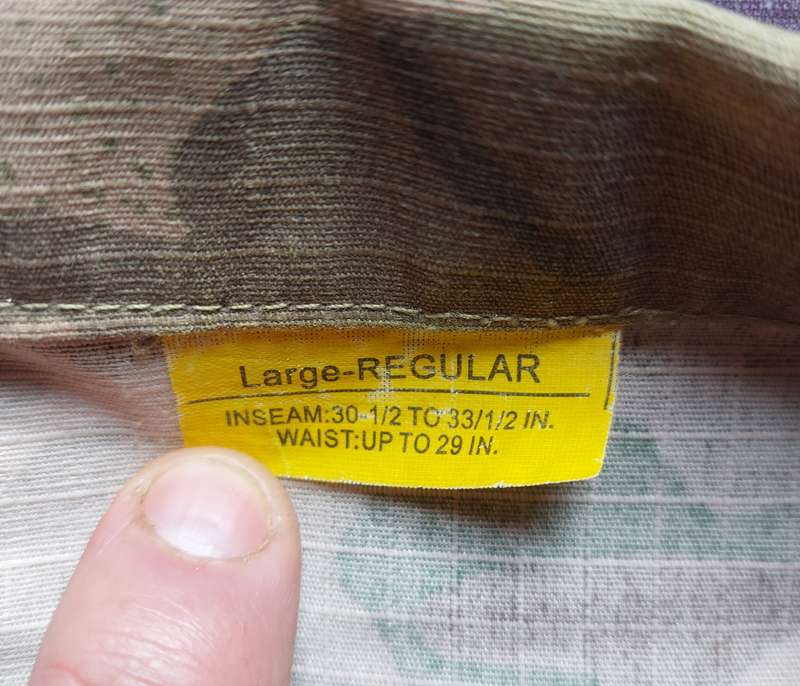 Large-REGULAR
INSEAM:30-1/2 TO 33/1/2 IN.
WAIST:UP TO 29 IN.